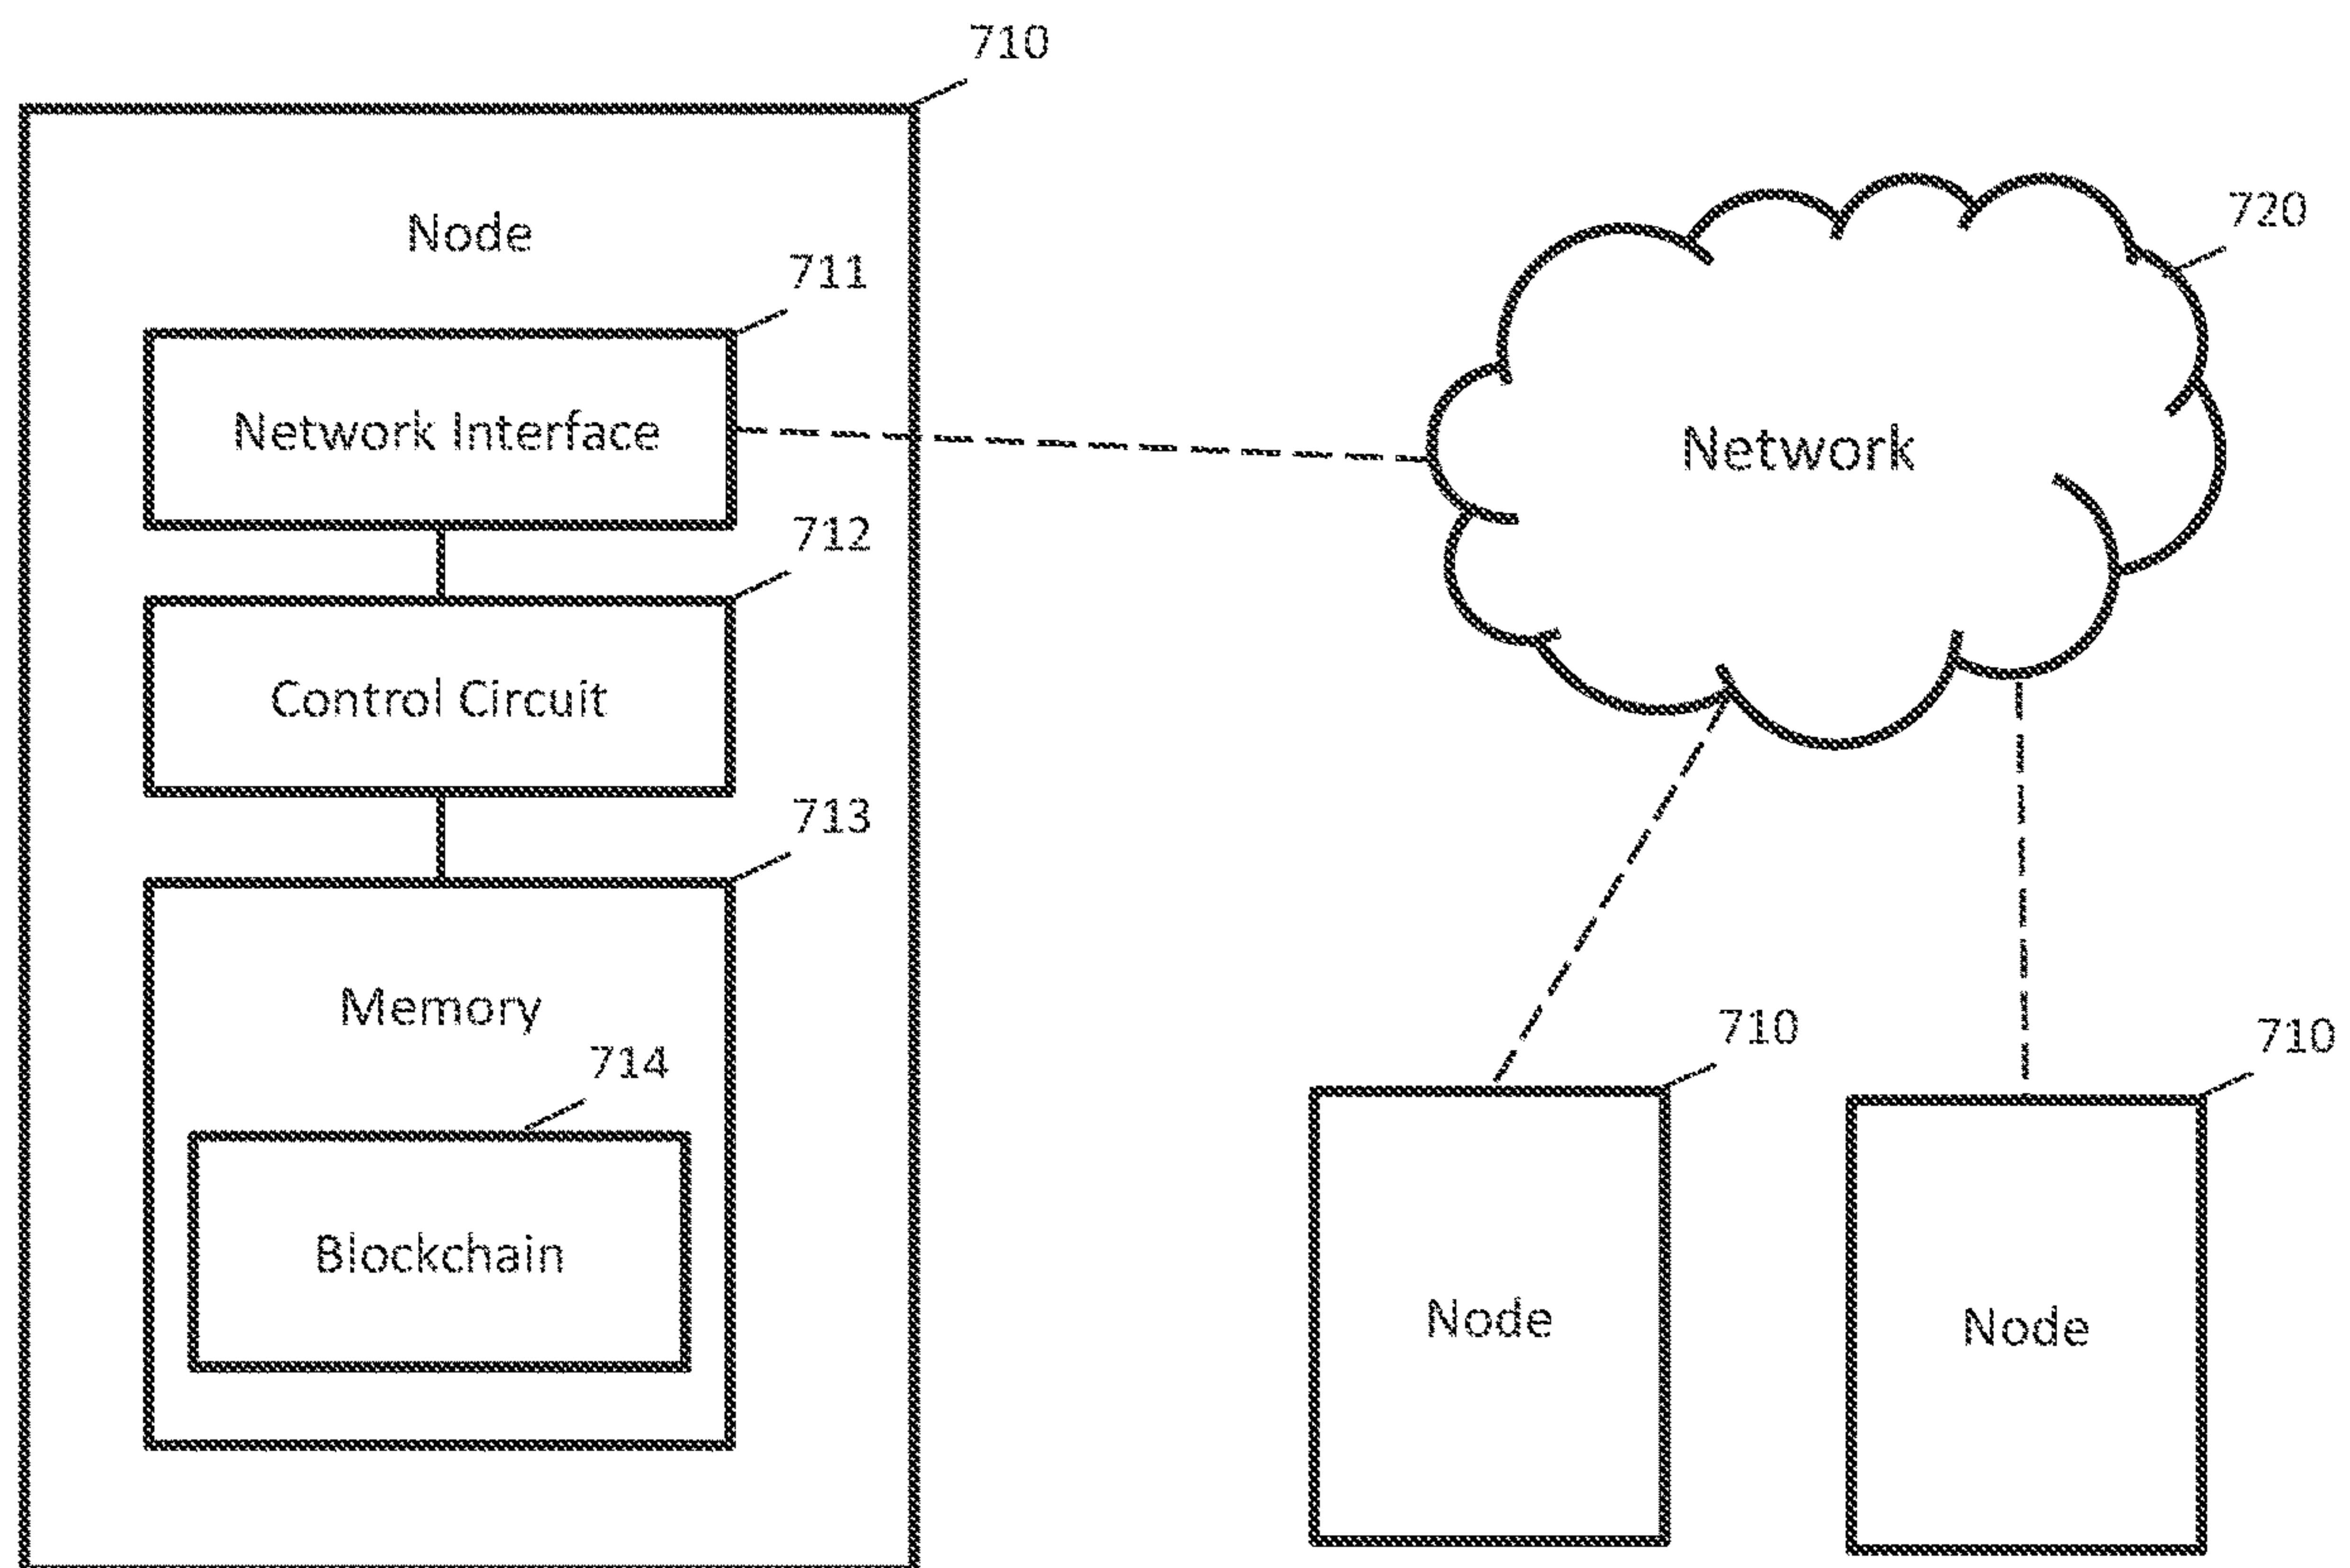 710
Node
711
Network Interface
712
Control Circuit
713
Memory
714
Blockchain
720
Network
710
Node
710
Node